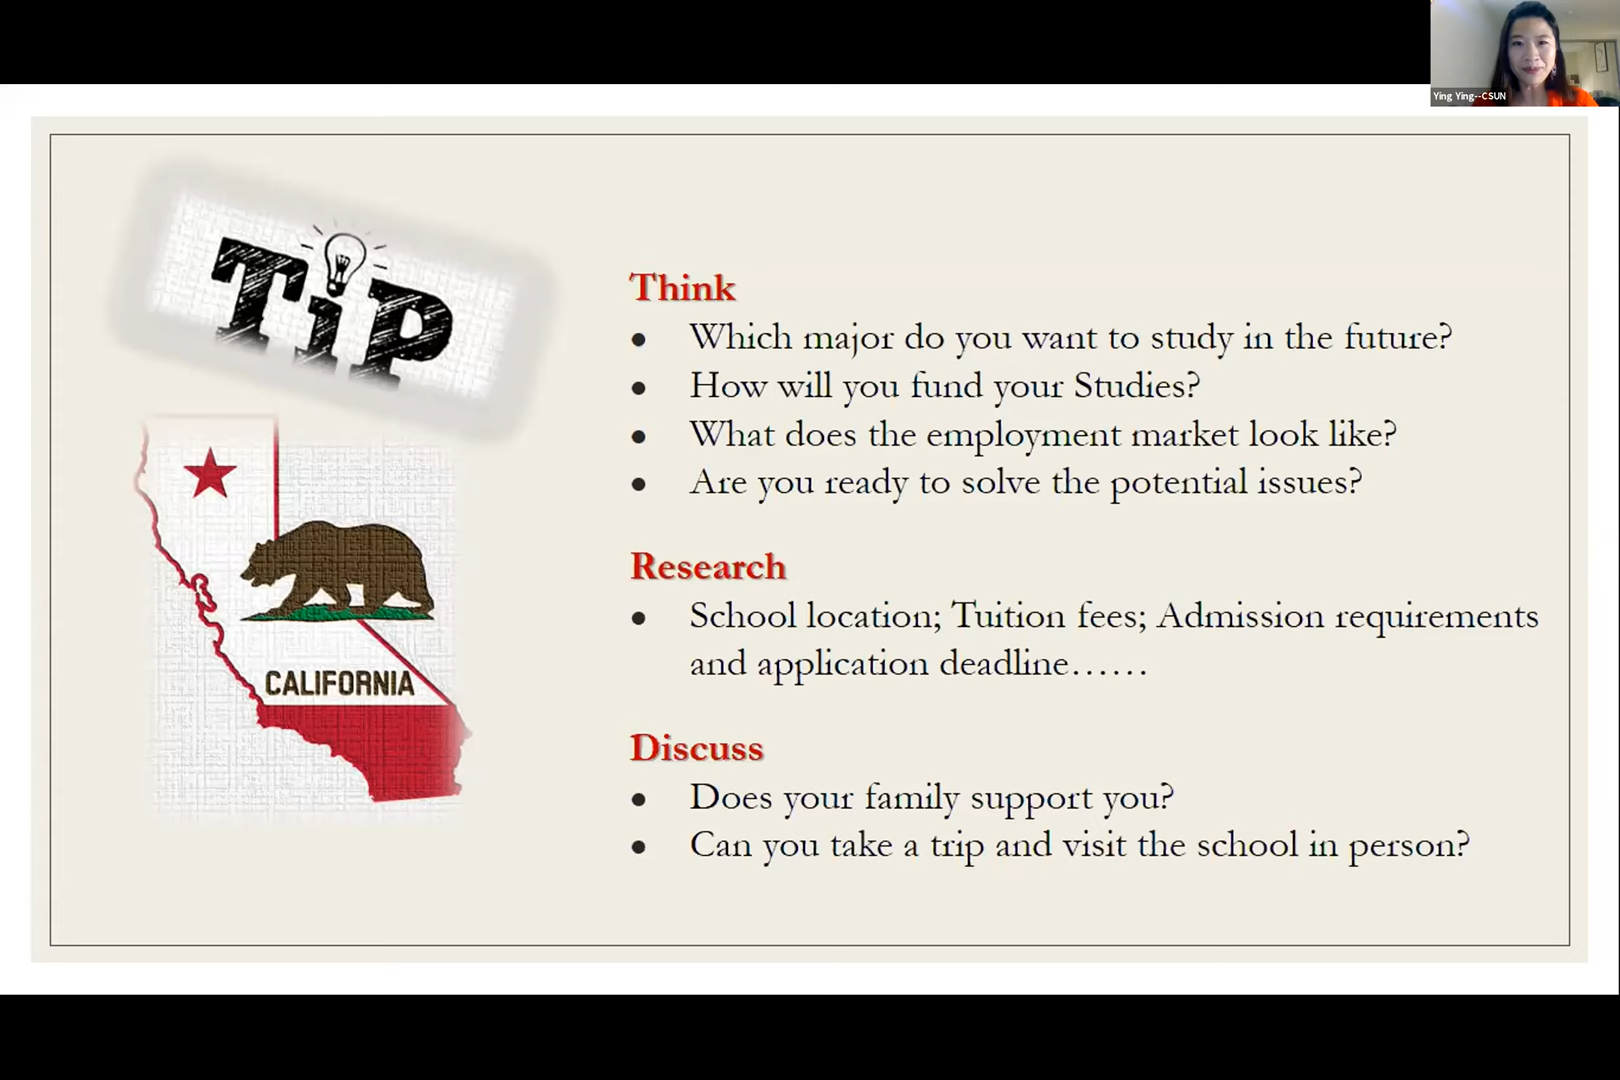 Ying Ying--CSUN
TiP
CALIFORNIA
Think
● Which major do you want to study in the future?
● How will you fund your Studies?
● What does the employment market look like?
● Are you ready to solve the potential issues?
Research
● School location; Tuition fees; Admission requirements
and application deadline……
Discuss
● Does your family support you?
● Can you take a trip and visit the school in person?